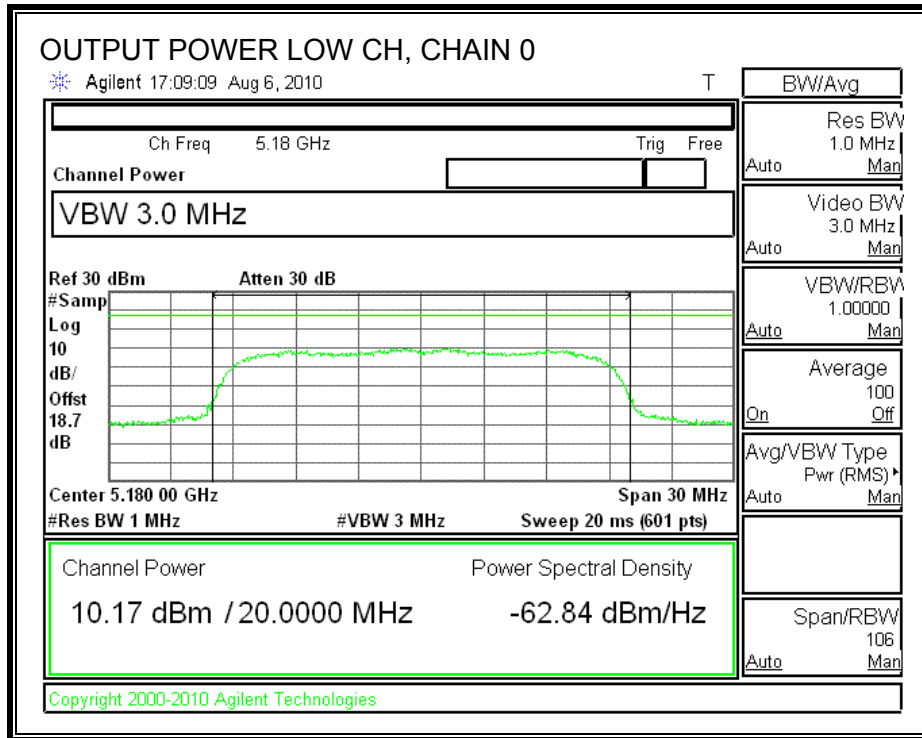 OUTPUT POWER LOW CH, CHAIN 0
Agilent 17:09:09 Aug 6, 2010 T
Ch Freq 5.18 GHz Trig Free
Channel Power
VBW 3.0 MHz
Ref 30 dBm Atten 30 dB
#Samp
Log
10
dB/
Offst
18.7
dB
Center 5.180 00 GHz Span 30 MHz
#Res BW 1 MHz #VBW 3 MHz Sweep 20 ms (601 pts)
Channel Power Power Spectral Density
10.17 dBm / 20.0000 MHz -62.84 dBm/Hz
Copyright 2000-2010 Agilent Technologies
BW/Avg
Res BW
1.0 MHz
Auto Man
Video BW
3.0 MHz
Auto Man
VBW/RBW
1.00000
Auto Man
Average
100
On Off
Avg/VBW Type
Pwr (RMS)
Auto Man
Span/RBW
106
Auto Man